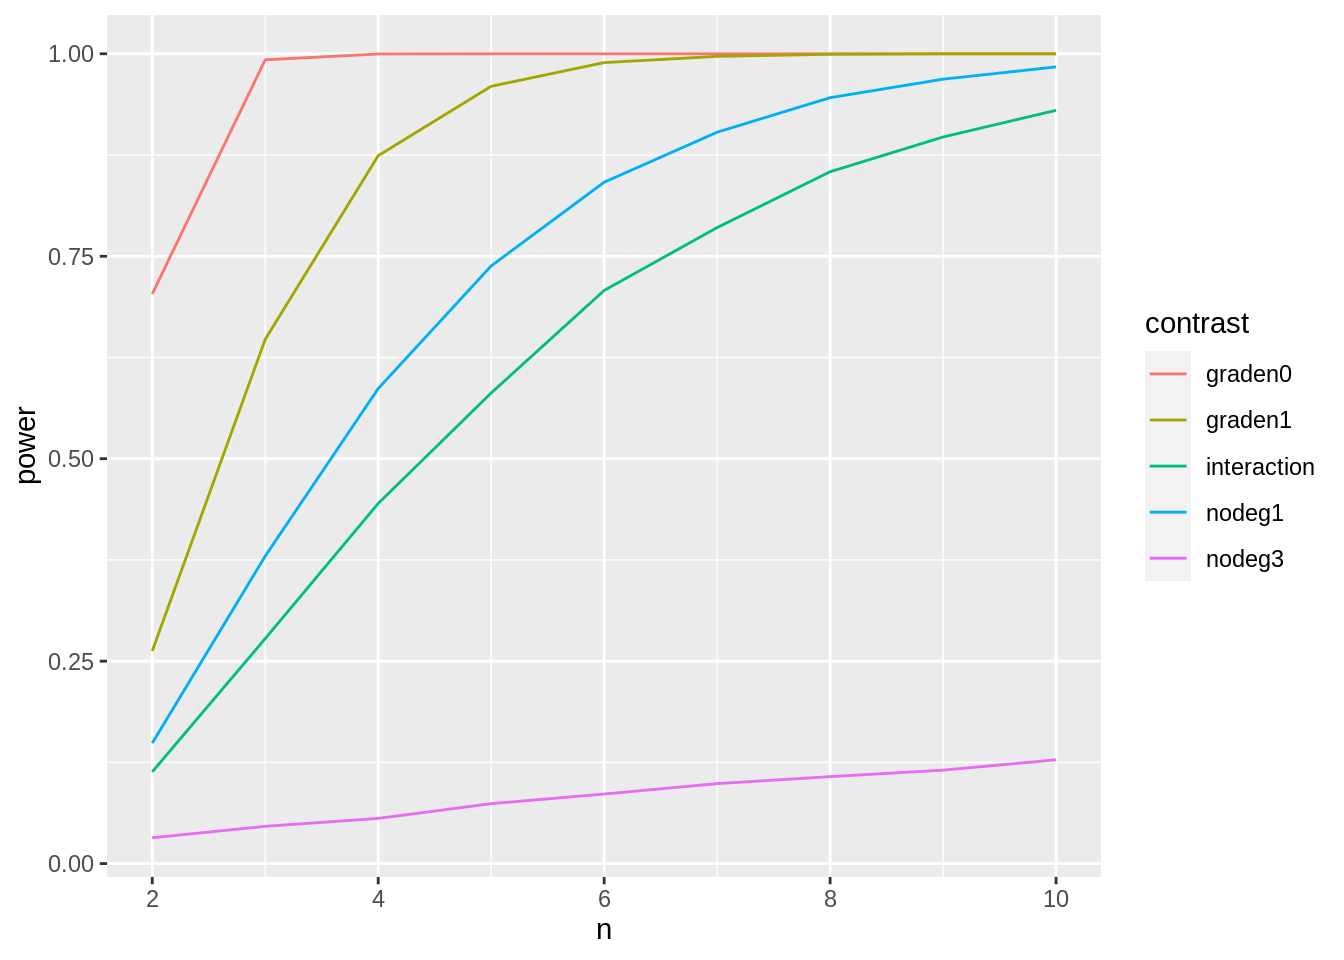 1.00
0.75
0.50
0.25
0.00
power
2
4
6
8
10
n
contrast
graden0
graden1
interaction
nodeg1
nodeg3